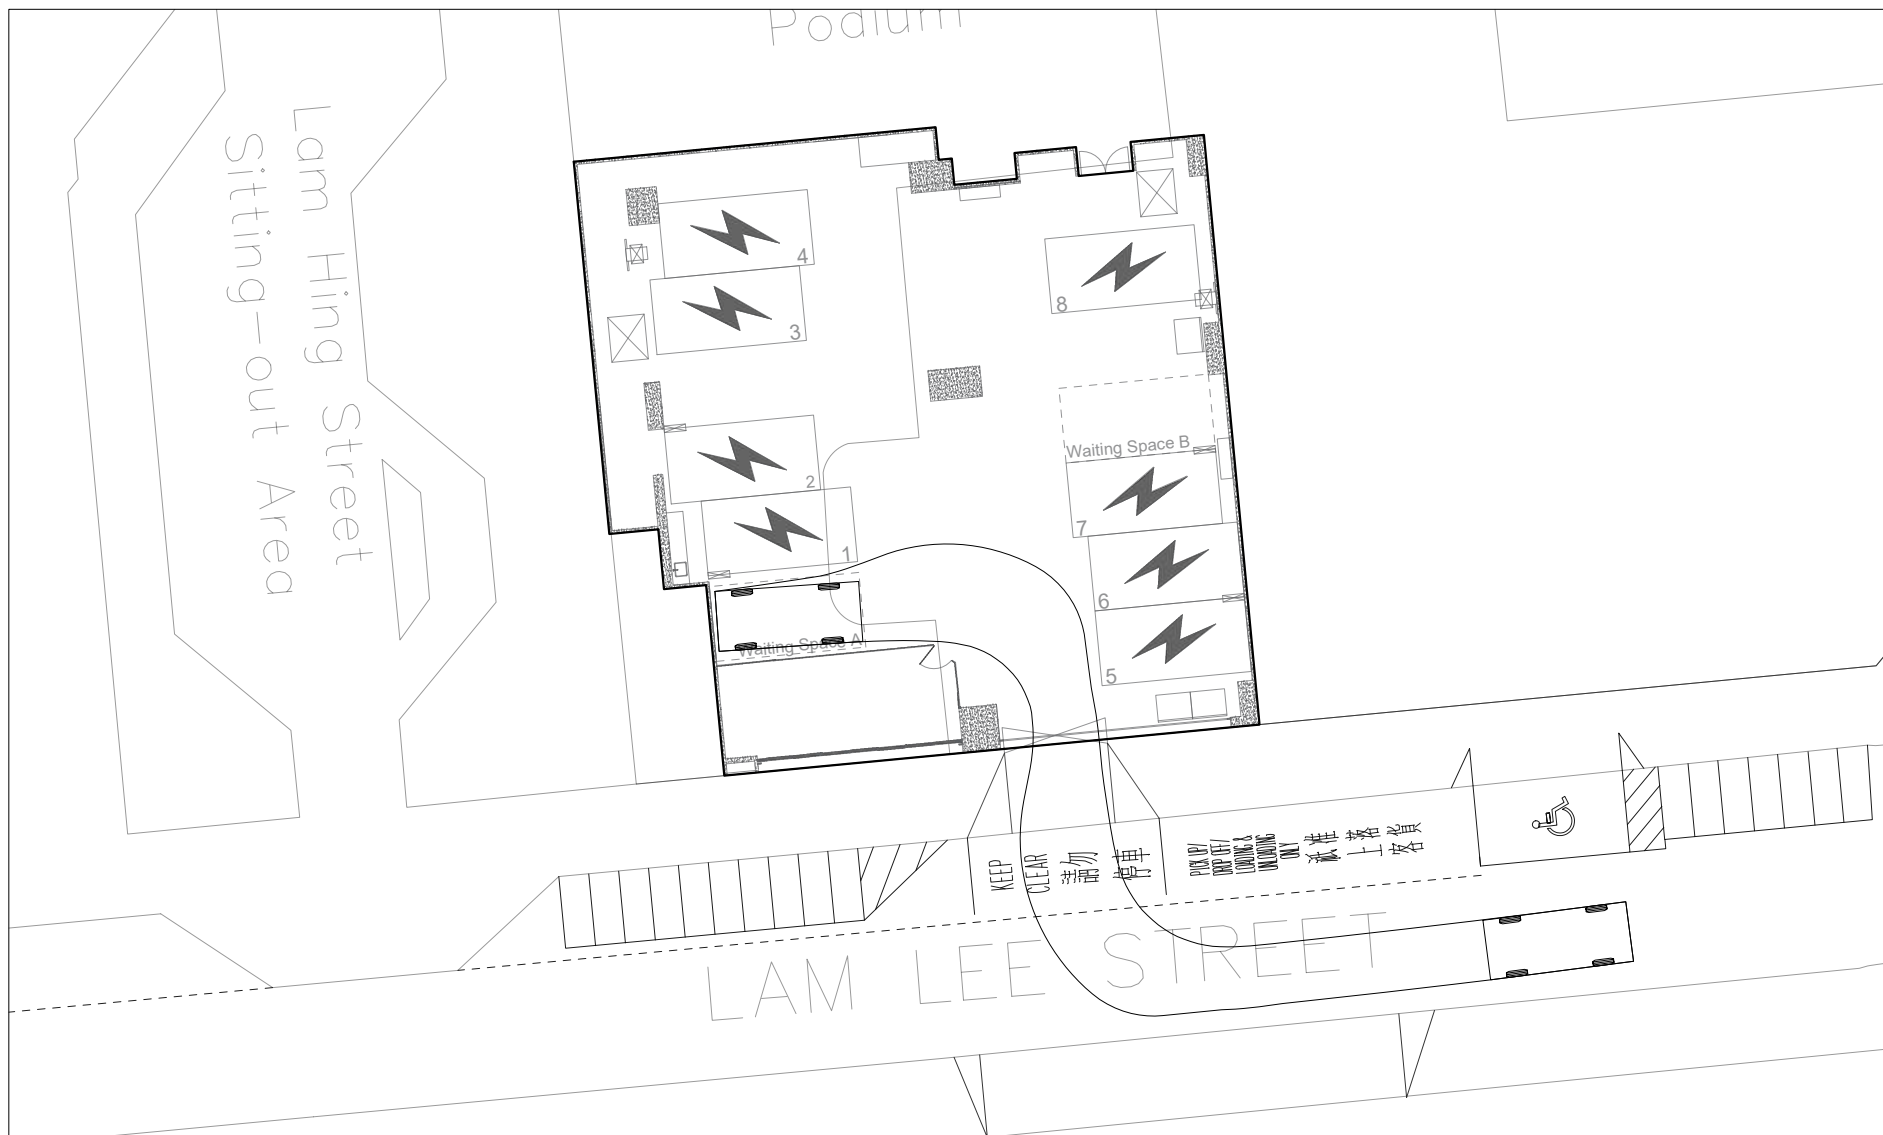 Podium
Lam Hing Street
Sitting-out Area
4
3
8
2
Waiting Space B
7
1
6
Waiting Space A
5
KEEP
CLEAR
請勿
停車
PICK UP/
DROP OFF/
LOADING &
UNLOADING
ONLY
祇准
上落
客貨
LAM LEE STREET